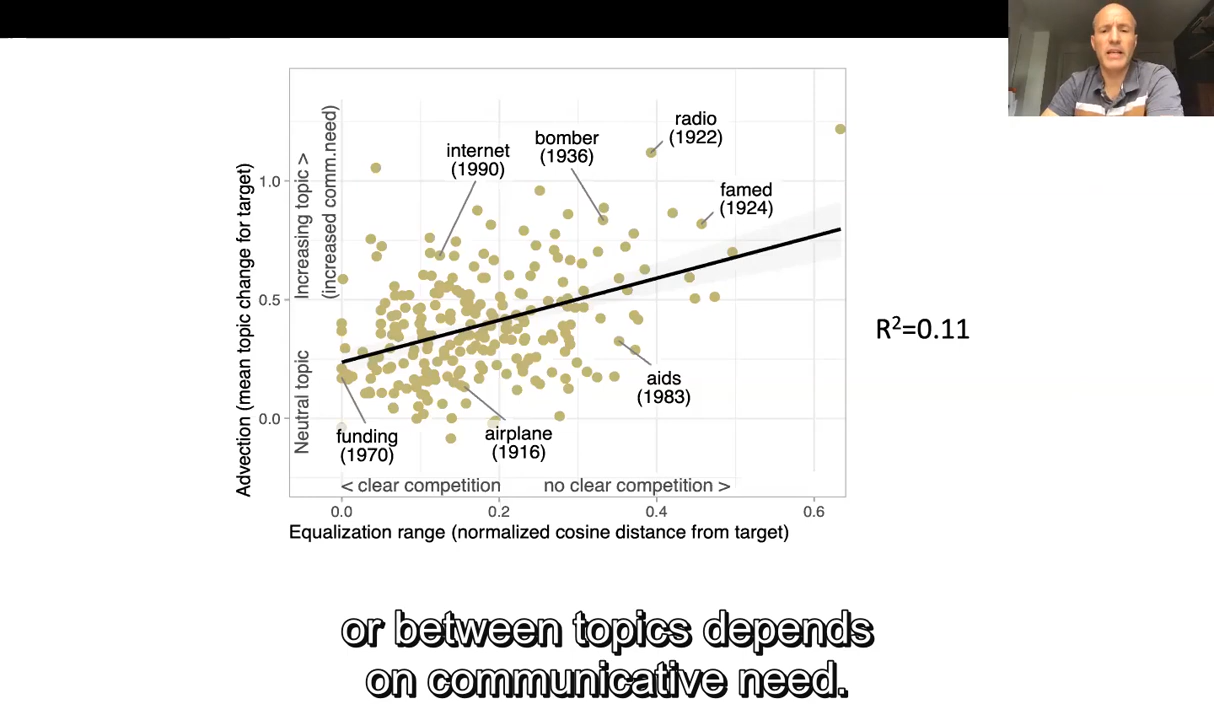 radio
(1922)
bomber
(1936)
internet
(1990)
famed
(1924)
aids
(1983)
airplane
(1916)
funding
(1970)
Advection (mean topic change for target)
Increasing topic >
(increased comm.need)
Neutral topic
1.0
0.5
0.0
< clear competition
no clear competition >
0.0
0.2
0.4
0.6
Equalization range (normalized cosine distance from target)
R²=0.11
or between topics depends
on communicative need.